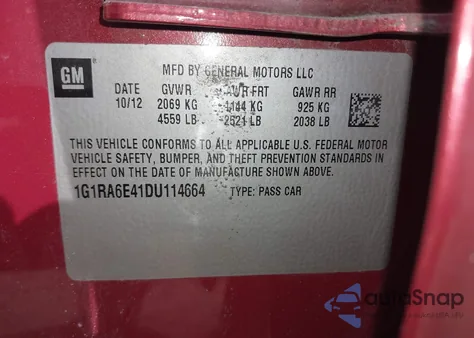 GM
MFD BY GENERAL MOTORS LLC
DATE GVWR GAWR FRT GAWR RR
10/12 2069 KG 1144 KG 925 KG
4559 LB 2521 LB 2038 LB
THIS VEHICLE CONFORMS TO ALL APPLICABLE U.S. FEDERAL MOTOR
VEHICLE SAFETY, BUMPER, AND THEFT PREVENTION STANDARDS IN
EFFECT ON THE DATE OF MANUFACTURE SHOWN ABOVE.
1G1RA6E41DU114664 TYPE: PASS CAR
AutoSnap